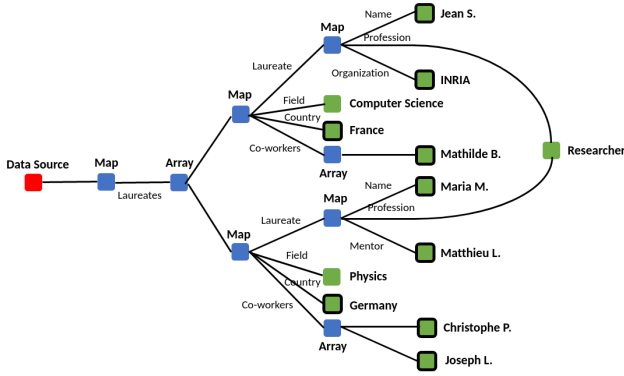 Name
Jean S.
Map
Profession
Laureate
Organization
INRIA
Map
Field
Computer Science
Country
France
Co-workers
Mathilde B.
Array
Researcher
Data Source
Map
Array
Laureates
Name
Maria M.
Map
Profession
Laureate
Map
Mentor
Matthieu L.
Field
Physics
Country
Germany
Co-workers
Christophe P.
Array
Joseph L.